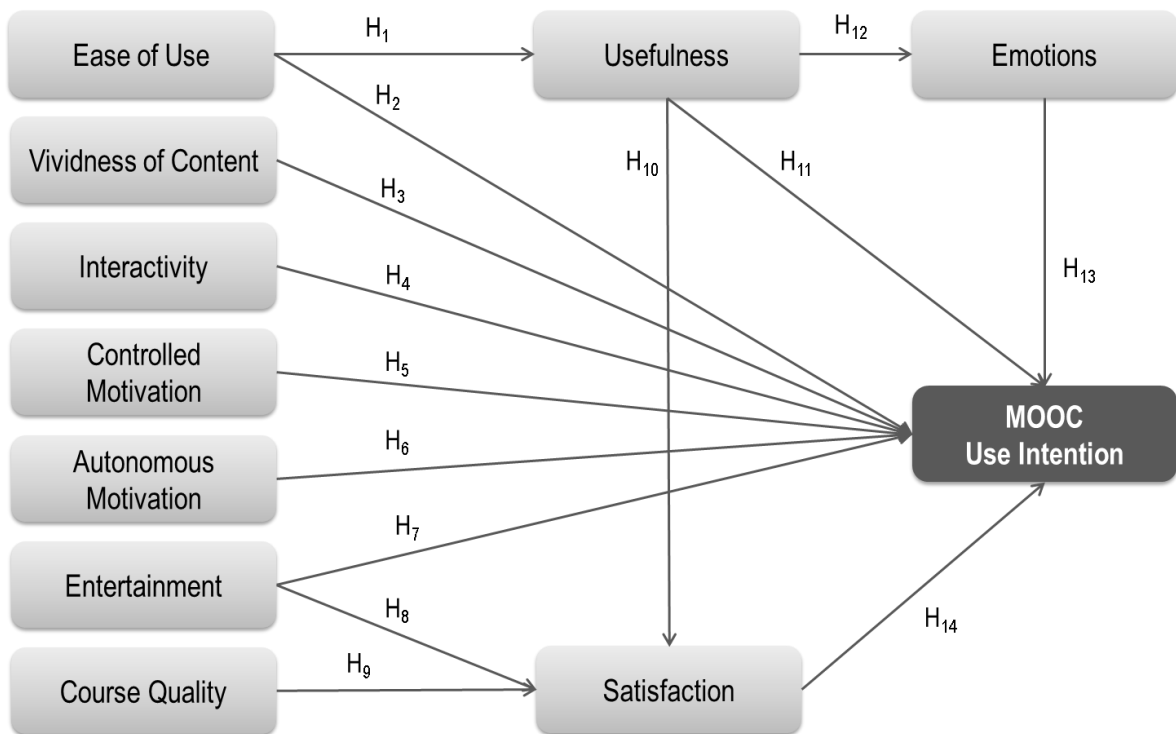 Ease of Use
H₁
Usefulness
H₁₂
Emotions
H₂
Vividness of Content
H₃
H₁₀
H₁₁
Interactivity
H₄
H₁₃
Controlled
Motivation
H₅
MOOC
Use Intention
Autonomous
Motivation
H₆
Entertainment
H₇
H₈
H₁₄
Course Quality
H₉
Satisfaction